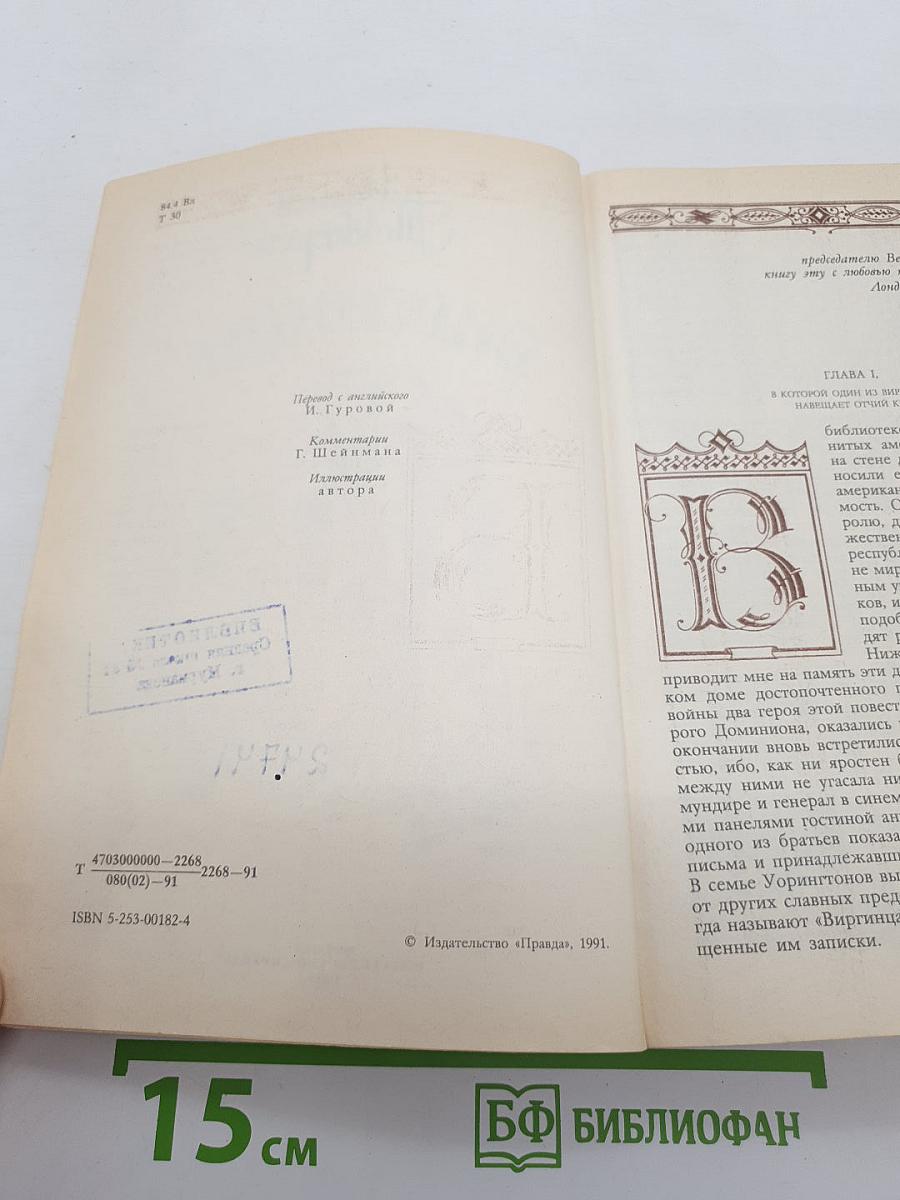 84.4 Вл
Т 30
Перевод с английского
И. Гуровой
Комментарии
Г. Шейнмана
Иллюстрации
автора
БИБЛИОТЕКА
Средняя школа
г. Мурманска
Т 4703000000—2268
080(02)—91
2268—91
ISBN 5-253-00182-4
© Издательство «Правда», 1991.
председателю Ве
книгу эту с любовью
Лонд
ГЛАВА I,
В КОТОРОЙ ОДИН ИЗ ВИР
НАВЕЩАЕТ ОТЧИЙ К
В
библиотек
нитых аме
на стене д
носили е
американ
мость. С
ролю, д
жествен
республ
не мир
ным у
ков, и
подоб
дят р
Ниж
приводит мне на память эти д
ком доме достопочтенного п
войны два героя этой повест
рого Доминиона, оказались
окончании вновь встретилис
стью, ибо, как ни яростен б
между ними не угасала ни
мундире и генерал в синем
ми панелями гостиной ан
одного из братьев показа
письма и принадлежавш
В семье Уорингтонов вы
от других славных пред
гда называют «Виргинца
щенные им записки.
15 см
БФ БИБЛИОФАН